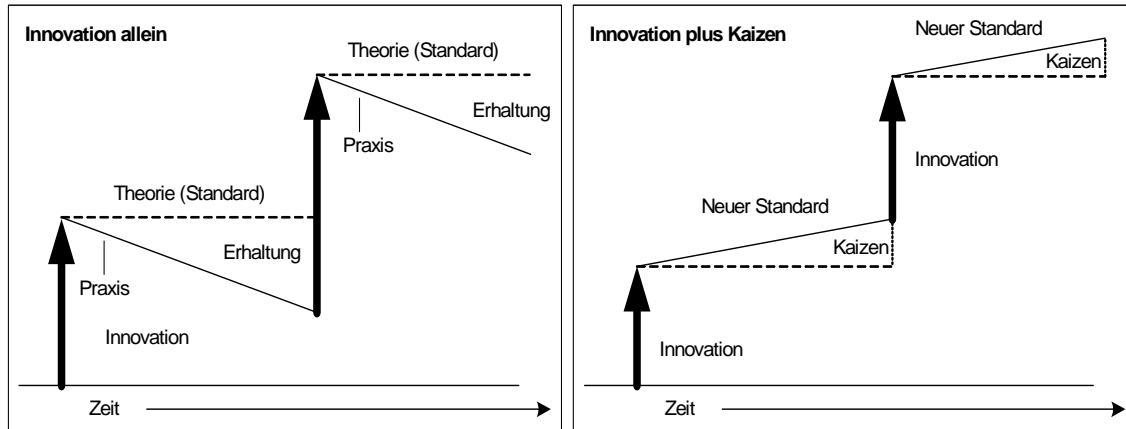 Innovation allein
Theorie (Standard)
Erhaltung
Praxis
Theorie (Standard)
Erhaltung
Praxis
Innovation
Zeit
Innovation plus Kaizen
Neuer Standard
Kaizen
Innovation
Neuer Standard
Kaizen
Innovation
Zeit